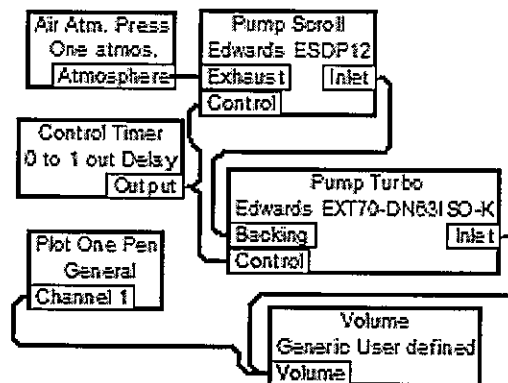 Air Atm. Press
One atmos.
Atmosphere
Pump Scroll
Edwards ESDP12
Exhaust
Inlet
Control
Control Timer
0 to 1 out Delay
Output
Pump Turbo
Edwards EXT70-DN63ISO-K
Backing
Inlet
Control
Plot One Pen
General
Channel 1
Volume
Generic User defined
Volume